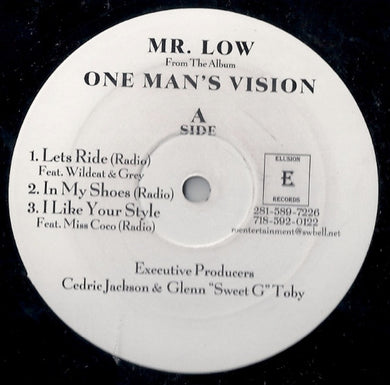 MR. LOW
From The Album
ONE MAN'S VISION
A
SIDE
1. Lets Ride (Radio)
Feat. Wildcat & Grey
2. In My Shoes (Radio)
3. I Like Your Style
Feat. Miss Coco (Radio)
ELUSION
E
RECORDS
281-589-7226
718-592-0122
roentertainment@swbell.net
Executive Producers
Cedric Jackson & Glenn "Sweet G" Toby